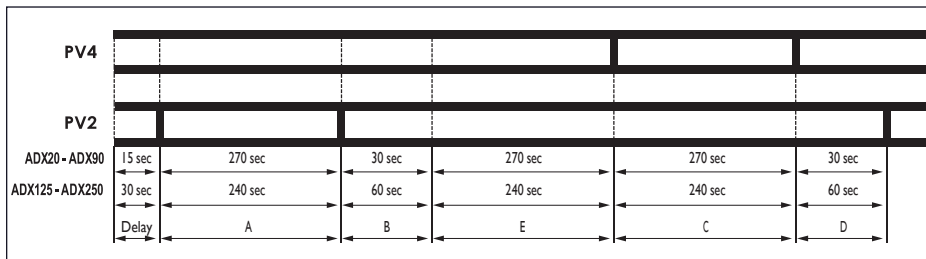 PV4
PV2
ADX20 - ADX90 15 sec 270 sec 30 sec 270 sec 270 sec 30 sec
ADX125 - ADX250 30 sec 240 sec 60 sec 240 sec 240 sec 60 sec
Delay A B E C D